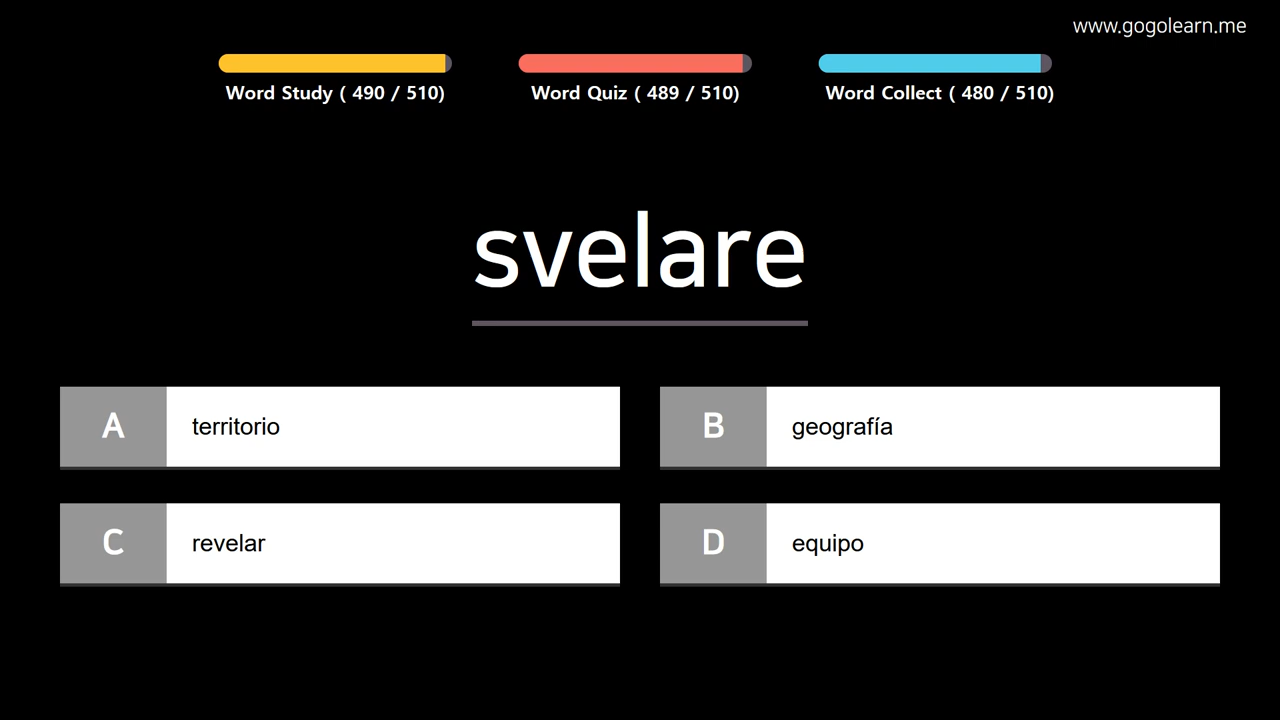 www.gogolearn.me
Word Study ( 490 / 510)
Word Quiz ( 489 / 510)
Word Collect ( 480 / 510)
svelare
A territorio
B geografía
C revelar
D equipo